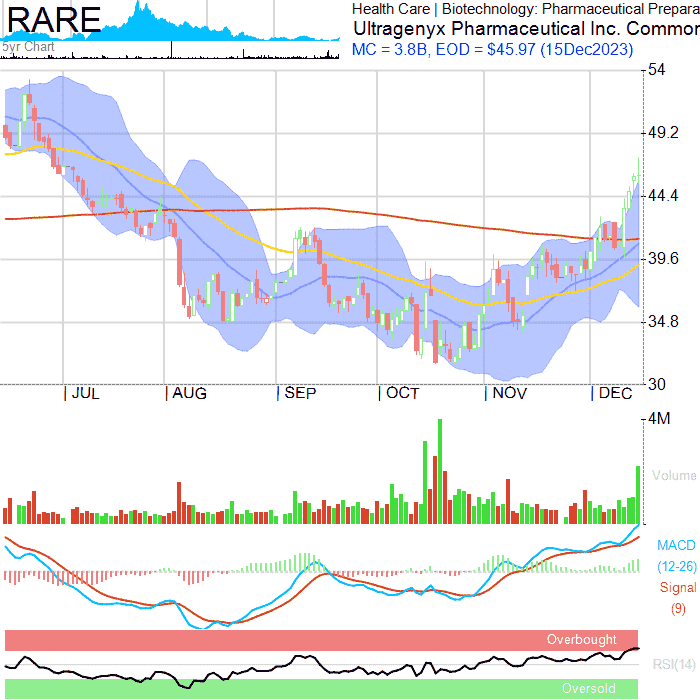 RARE
5yr Chart
Health Care | Biotechnology: Pharmaceutical Prepara
Ultragenyx Pharmaceutical Inc. Common
MC = 3.8B, EOD = $45.97 (15Dec2023)
54
49.2
44.4
39.6
34.8
30
| JUL | AUG | SEP | OCT | NOV | DEC
4M
Volume
MACD
(12-26)
Signal
(9)
Overbought
RSI(14)
Oversold